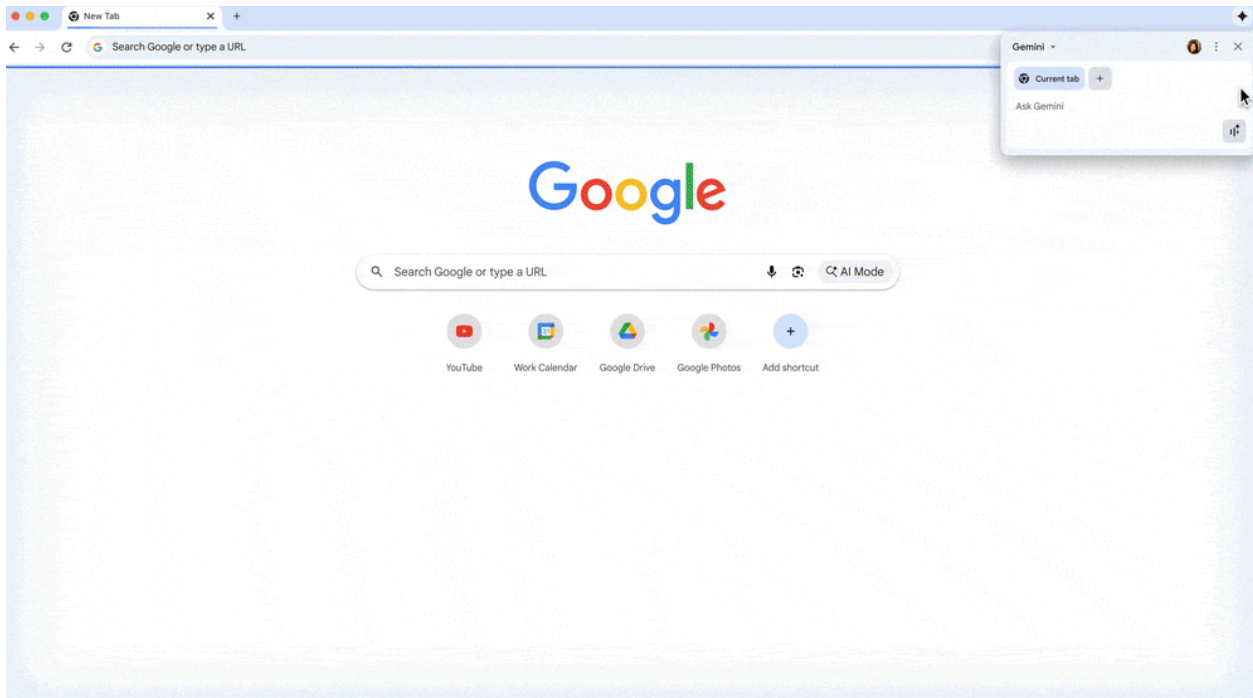 New Tab
Search Google or type a URL
Gemini
Current tab
Ask Gemini
Google
Search Google or type a URL
AI Mode
YouTube
Work Calendar
Google Drive
Google Photos
Add shortcut